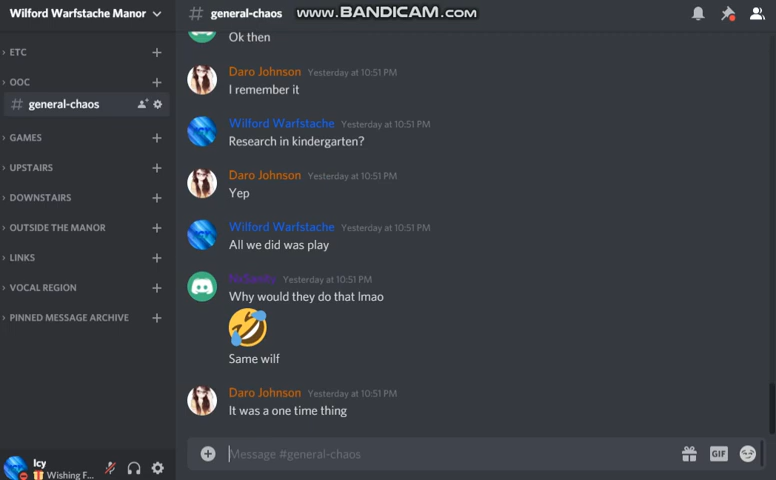 Wilford Warfstache Manor
# general-chaos
www.BANDICAM.com
ETC
OOC
# general-chaos
GAMES
UPSTAIRS
DOWNSTAIRS
OUTSIDE THE MANOR
LINKS
VOCAL REGION
PINNED MESSAGE ARCHIVE
Icy
Wishing F...
Ok then
Daro Johnson Yesterday at 10:51 PM
I remember it
Wilford Warfstache Yesterday at 10:51 PM
Research in kindergarten?
Daro Johnson Yesterday at 10:51 PM
Yep
Wilford Warfstache Yesterday at 10:51 PM
All we did was play
Yesterday at 10:51 PM
Why would they do that lmao
Same wilf
Daro Johnson Yesterday at 10:51 PM
It was a one time thing
Message #general-chaos
GIF